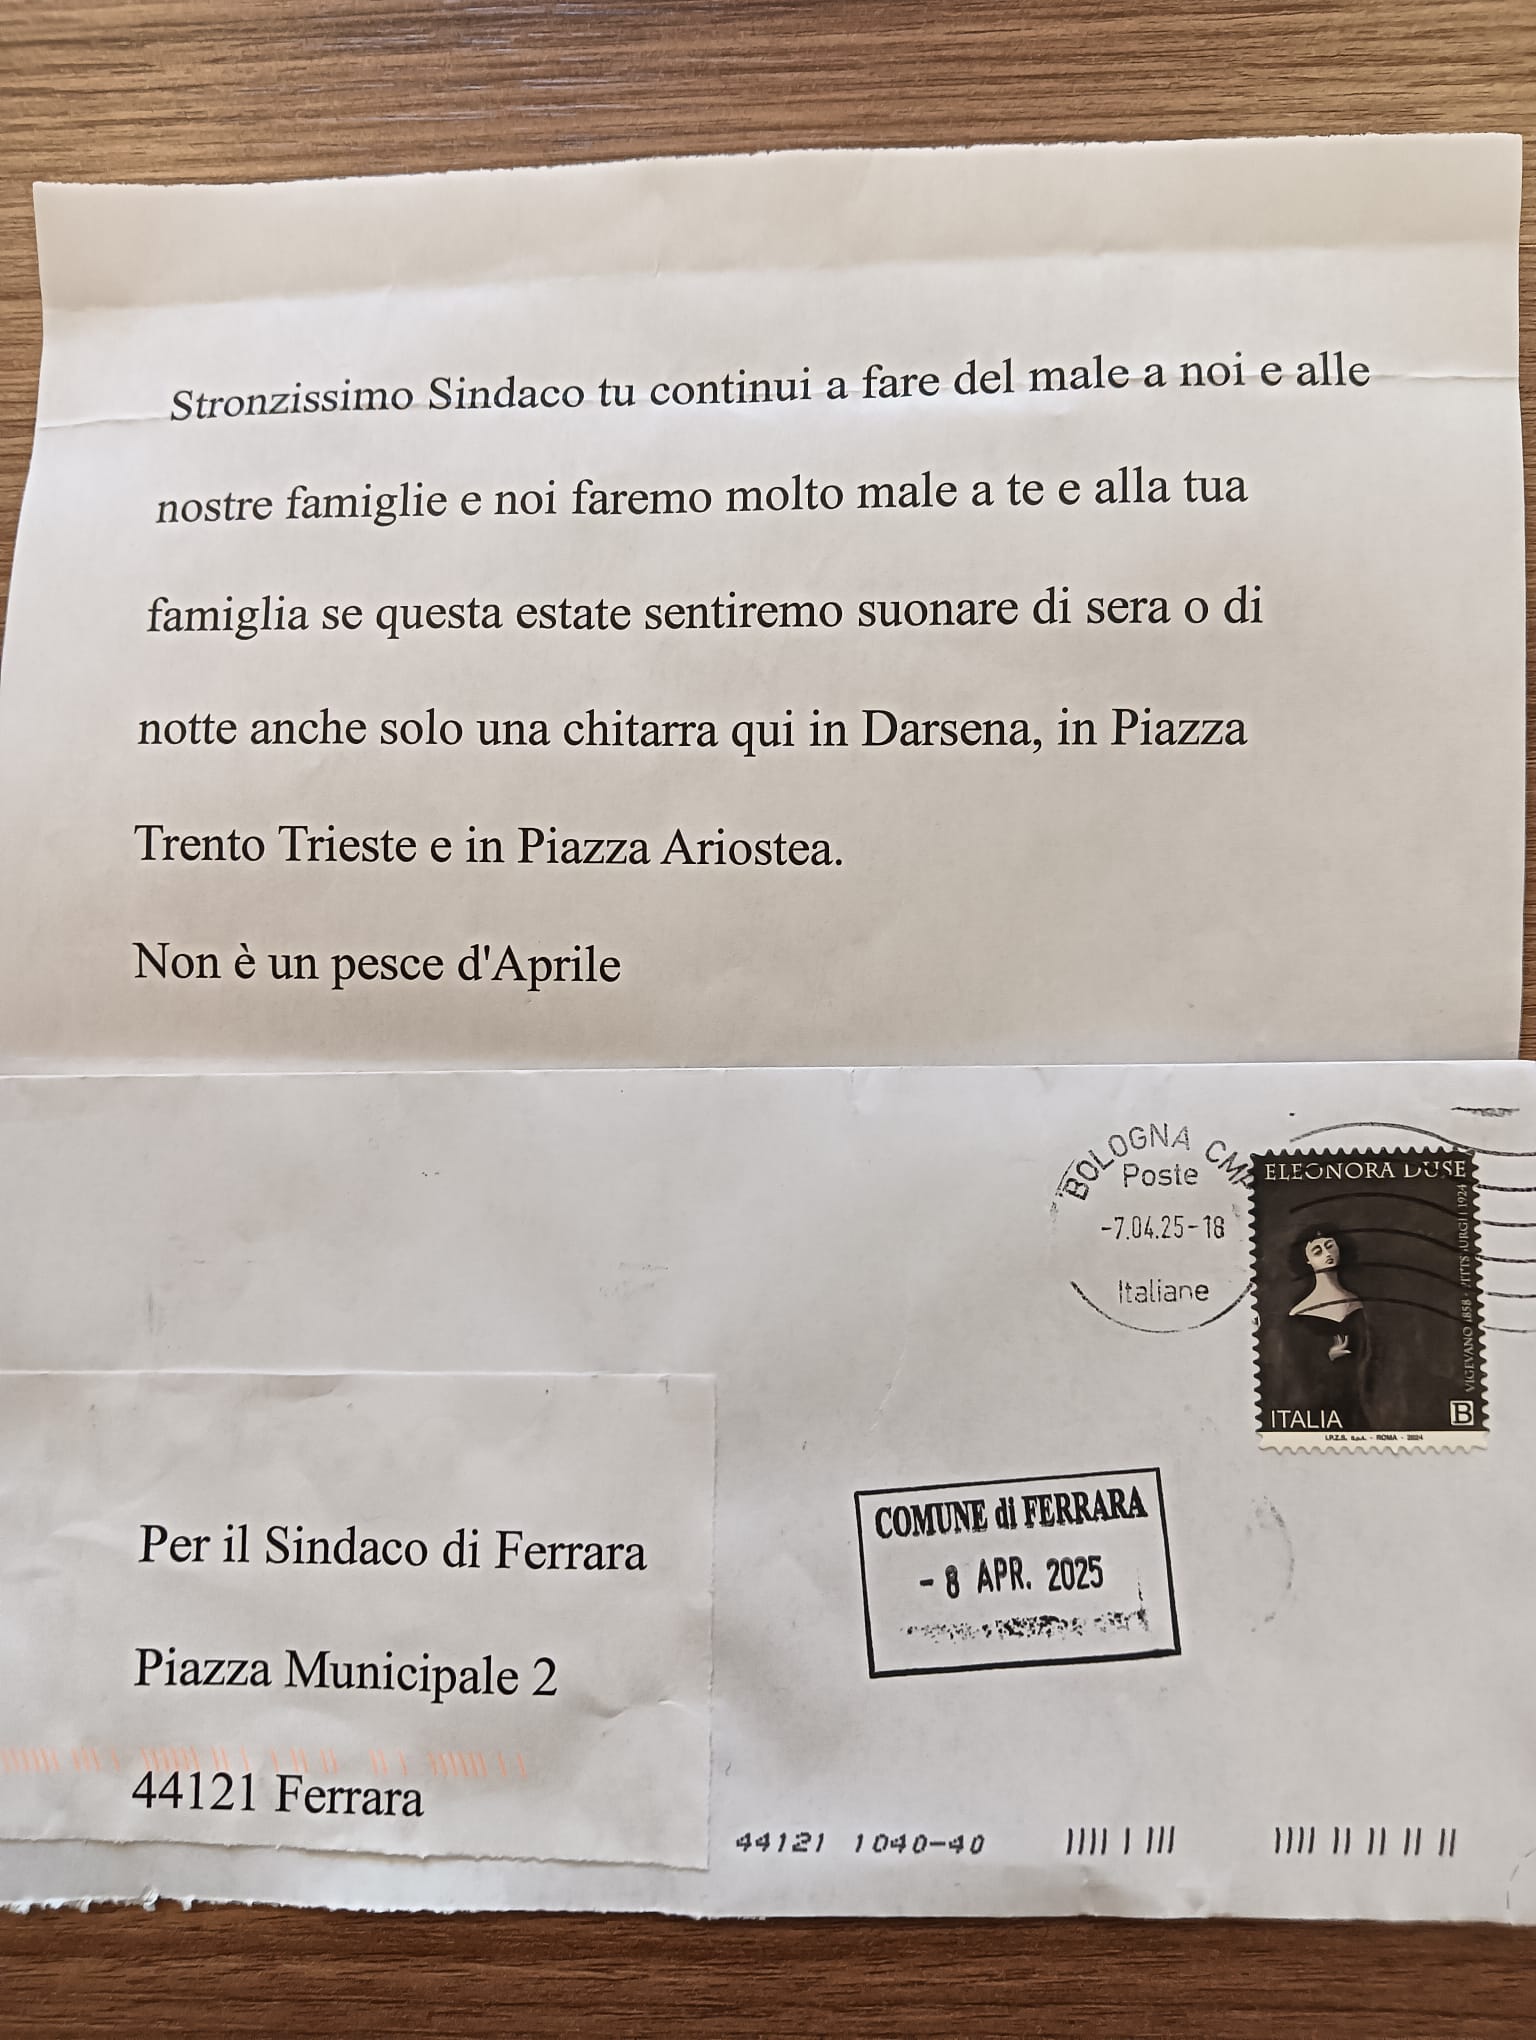 Stronzissimo Sindaco tu continui a fare del male a noi e alle
nostre famiglie e noi faremo molto male a te e alla tua
famiglia se questa estate sentiremo suonare di sera o di
notte anche solo una chitarra qui in Darsena, in Piazza
Trento Trieste e in Piazza Ariostea.
Non è un pesce d'Aprile
BOLOGNA CMP
Poste
-7.04.25-18
Italiane
ELEONORA DUSE
VIGEVANO 1858 - PITTSBURGH 1924
ITALIA B
I.P.Z.S. S.p.A. - ROMA - 2024
COMUNE di FERRARA
- 8 APR. 2025
Per il Sindaco di Ferrara
Piazza Municipale 2
44121 Ferrara
44121 1040-40